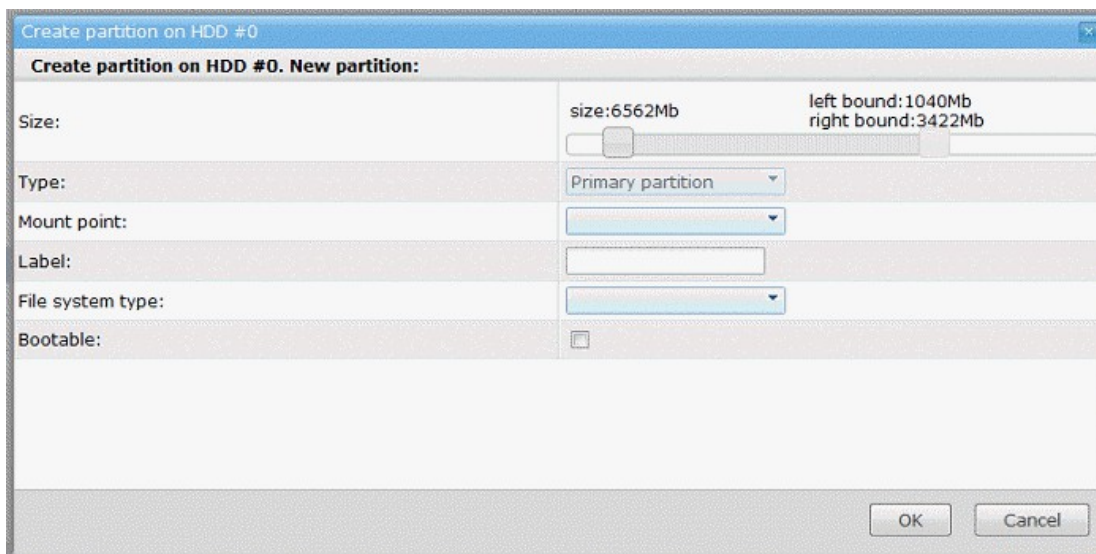 Create partition on HDD #0
Create partition on HDD #0. New partition:
Size:
size:6562Mb
left bound:1040Mb
right bound:3422Mb
Type:
Primary partition
Mount point:
Label:
File system type:
Bootable:
OK
Cancel